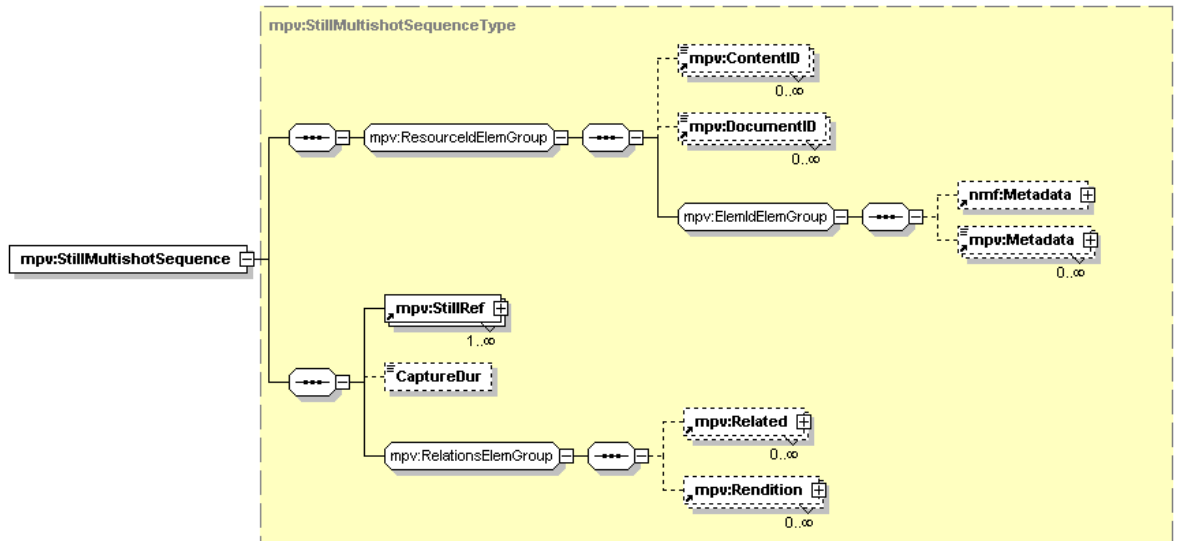 mpv:StillMultishotSequenceType
mpv:ContentID
0..∞
mpv:ResourceIdElemGroup
mpv:DocumentID
0..∞
mpv:ElemIdElemGroup
nmf:Metadata
mpv:Metadata
0..∞
mpv:StillMultishotSequence
mpv:StillRef
1..∞
CaptureDur
mpv:RelationsElemGroup
mpv:Related
0..∞
mpv:Rendition
0..∞